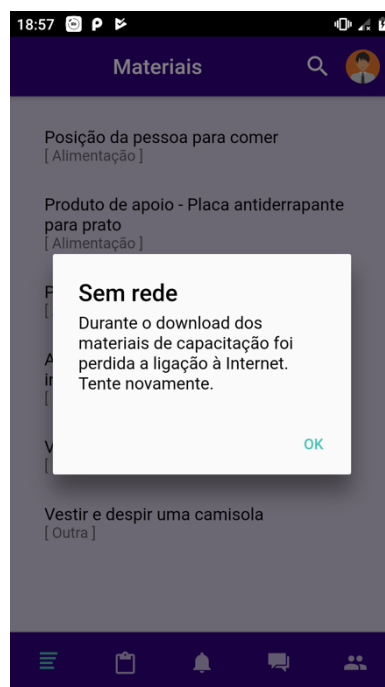 18:57
Materiais
Posição da pessoa para comer
[ Alimentação ]
Produto de apoio - Placa antiderrapante
para prato
[ Alimentação ]
Sem rede
Durante o download dos
materiais de capacitação foi
perdida a ligação à Internet.
Tente novamente.
OK
Vestir e despir uma camisola
[ Outra ]